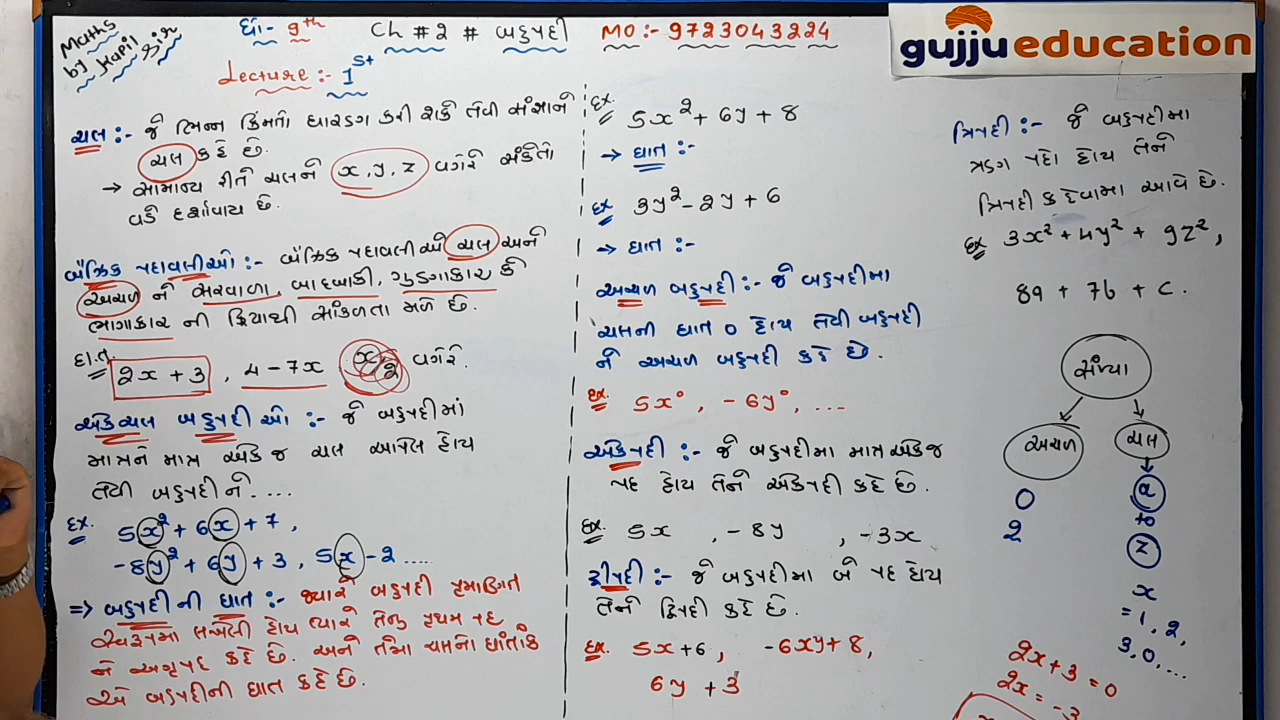 Maths
by Kapil
Sir
ધો- 9th Ch #2 # બહુપદી MO:- 9723043224
Lecture:- 1st
gujjueducation
ચલ :- જે ભિન્ન કિંમતો ધારણ કરી શકે તેવી સંજ્ઞાને
ચલ કહે છે.
→ સામાન્ય રીતે ચલને x, y, z વગેરે સંકેતો
વડે દર્શાવાય છે.
બૈજિક પદાવલીઓ :- બૈજિક પદાવલીએ ચલ અને
અચળ ની સરવાળા, બાદબાકી, ગુણાકાર કે
ભાગાકાર ની ક્રિયાથી સાંકળતા મળે છે.
દા.ત. 2x + 3 , 4 - 7x x/2 વગેરે.
એકચલ બહુપદીઓ :- જે બહુપદીમાં
માત્રને માત્ર એક જ ચલ આવેલ હોય
તેવી બહુપદીને ....
Ex. 5x² + 6x + 7 ,
-8y² + 6y + 3 , 5x - 2 .....
⇒ બહુપદીની ઘાત :- જ્યારે બહુપદી પ્રમાણિત
સ્વરૂપમા લખેલી હોય ત્યારે તેનુ પ્રથમ પદ
ને અગ્રપદ કહે છે. અને તેમા ચલનો ઘાતાંક
એ બહુપદીની ઘાત કહે છે.
Ex. 5x² + 6y + 8
→ ઘાત :-
Ex 3y² - 2y + 6
→ ઘાત :-
અચળ બહુપદી :- જે બહુપદીમા
ચલની ઘાત 0 હોય તેવી બહુપદી
ને અચળ બહુપદી કહે છે.
Ex. 5x⁰ , - 6y⁰, ...
એકપદી :- જે બહુપદીમા માત્ર એક જ
પદ હોય તેને એકપદી કહે છે.
Ex. 5x , - 8y , -3x
દ્વીપદી :- જે બહુપદીમા બે પદ હોય
તેને દ્વિપદી કહે છે.
Ex. 5x + 6 , -6xy + 8,
6y + 3
ત્રિપદી :- જે બહુપદીમા
ત્રણ પદો હોય તેને
ત્રિપદી કહેવામા આવે છે.
Ex 3x² + 4y² + 9z² ,
8a + 7b + c .
સંખ્યા
અચળ ચલ
0 a
2 to
z
x
= 1, 2,
3, 0, ...
2x + 3 = 0
2x = -3